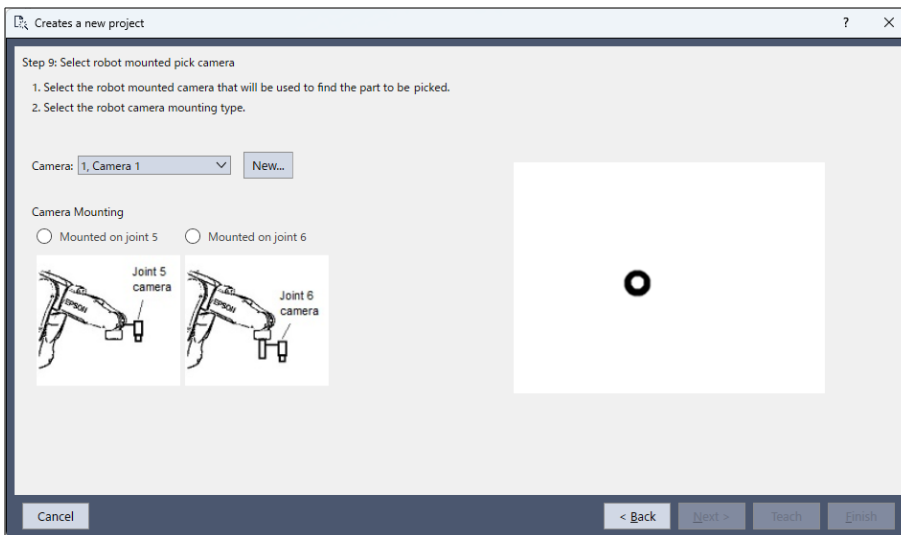 Creates a new project
?
Step 9: Select robot mounted pick camera
1. Select the robot mounted camera that will be used to find the part to be picked.
2. Select the robot camera mounting type.
Camera: 1, Camera 1 New...
Camera Mounting
Mounted on joint 5 Mounted on joint 6
Joint 5
camera
EPSON
Joint 6
camera
EPSON
Cancel < Back Next > Teach Finish